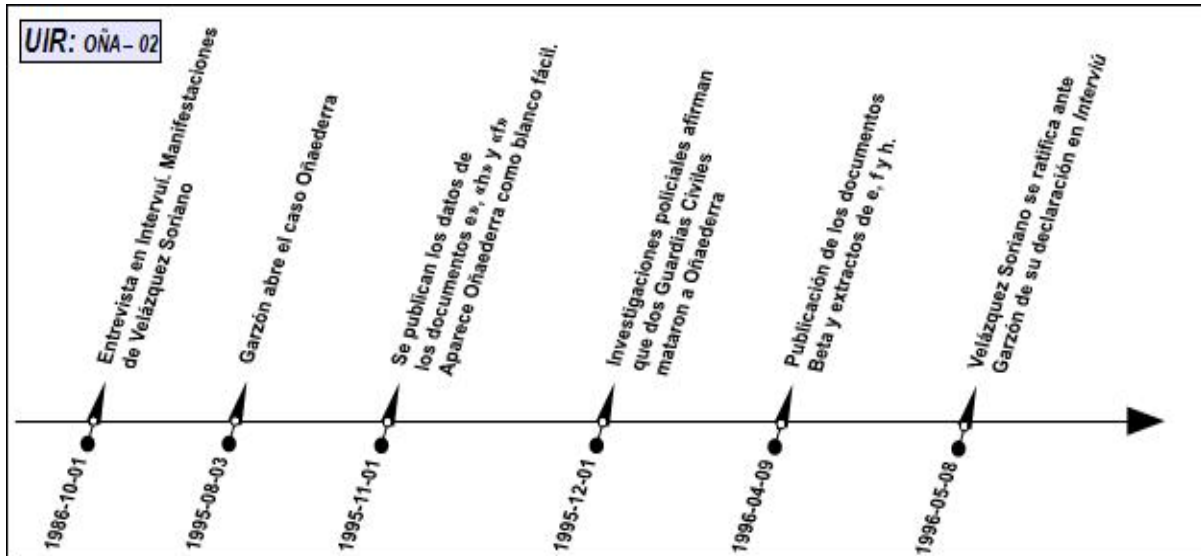 UIR: OÑA– 02
Entrevista en Intervuí. Manifestaciones
de Velázquez Soriano
Garzón abre el caso Oñaederra
Se publican los datos de
los documentos e», «h» y «f»
Aparece Oñaederra como blanco fácil.
Investigaciones policiales afirman
que dos Guardias Civiles
mataron a Oñaederra
Publicación de los documentos
Beta y extractos de e, f y h.
Velázquez Soriano se ratifica ante
Garzón de su declaración en Interviú
1986-10-01
1995-08-03
1995-11-01
1995-12-01
1996-04-09
1996-05-08